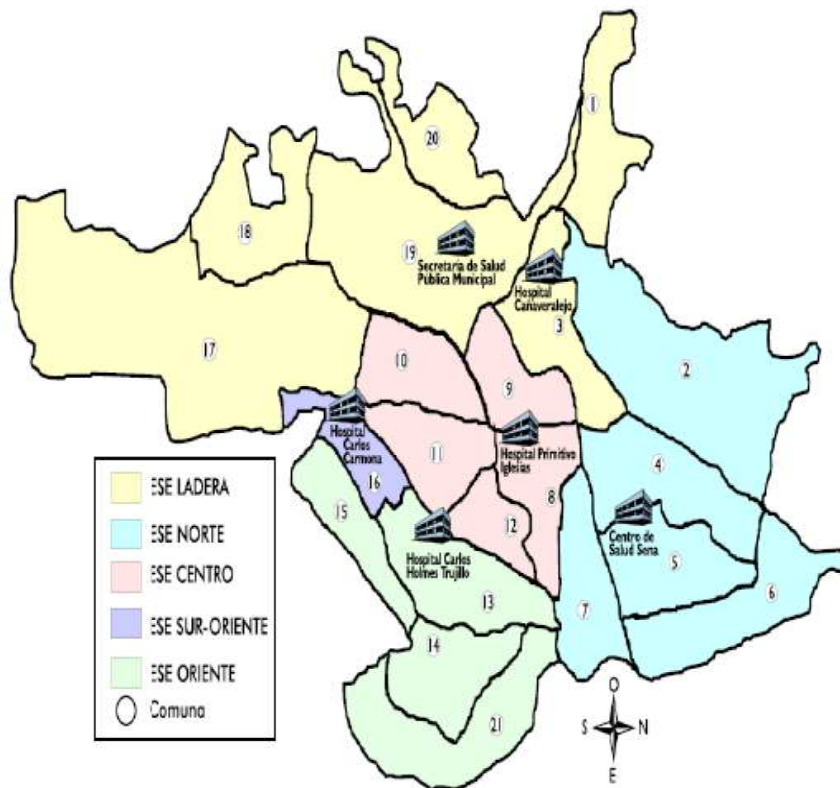 1
20
18
19
Secretaría de Salud
Pública Municipal
Hospital
Cañaveralejo
3
17
10
9
2
Hospital
Carlos
Carmona
11
Hospital Primitivo
Iglesias
4
16
15
8
12
Centro de
Salud Sena
Hospital Carlos
Holmes Trujillo
5
13
7
6
14
21
ESE LADERA
ESE NORTE
ESE CENTRO
ESE SUR-ORIENTE
ESE ORIENTE
Comuna
O
S
N
E